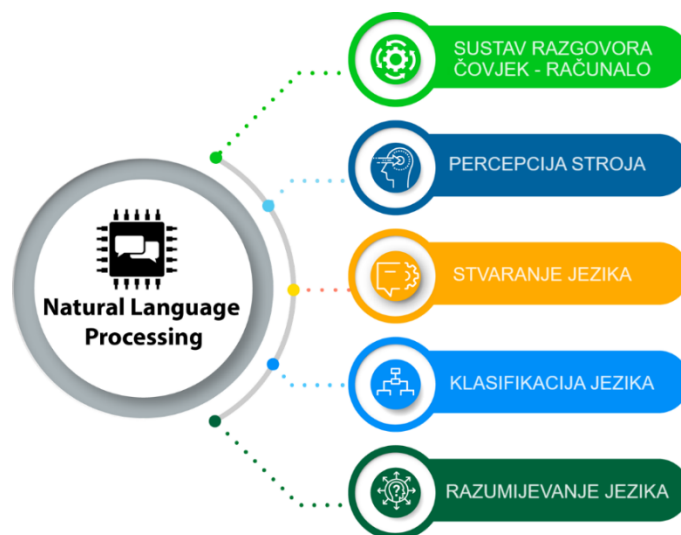 SUSTAV RAZGOVORA
ČOVJEK - RAČUNALO
PERCEPCIJA STROJA
Natural Language
Processing
STVARANJE JEZIKA
KLASIFIKACIJA JEZIKA
RAZUMIJEVANJE JEZIKA